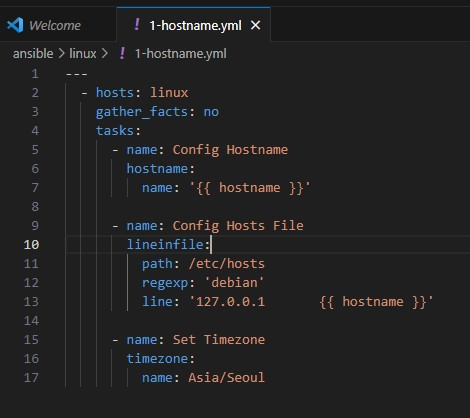 Welcome
! 1-hostname.yml ×
ansible > linux > ! 1-hostname.yml
1 ---
2   - hosts: linux
3     gather_facts: no
4     tasks:
5       - name: Config Hostname
6         hostname:
7           name: '{{ hostname }}'
8
9       - name: Config Hosts File
10         lineinfile:
11           path: /etc/hosts
12           regexp: 'debian'
13           line: '127.0.0.1       {{ hostname }}'
14
15       - name: Set Timezone
16         timezone:
17           name: Asia/Seoul